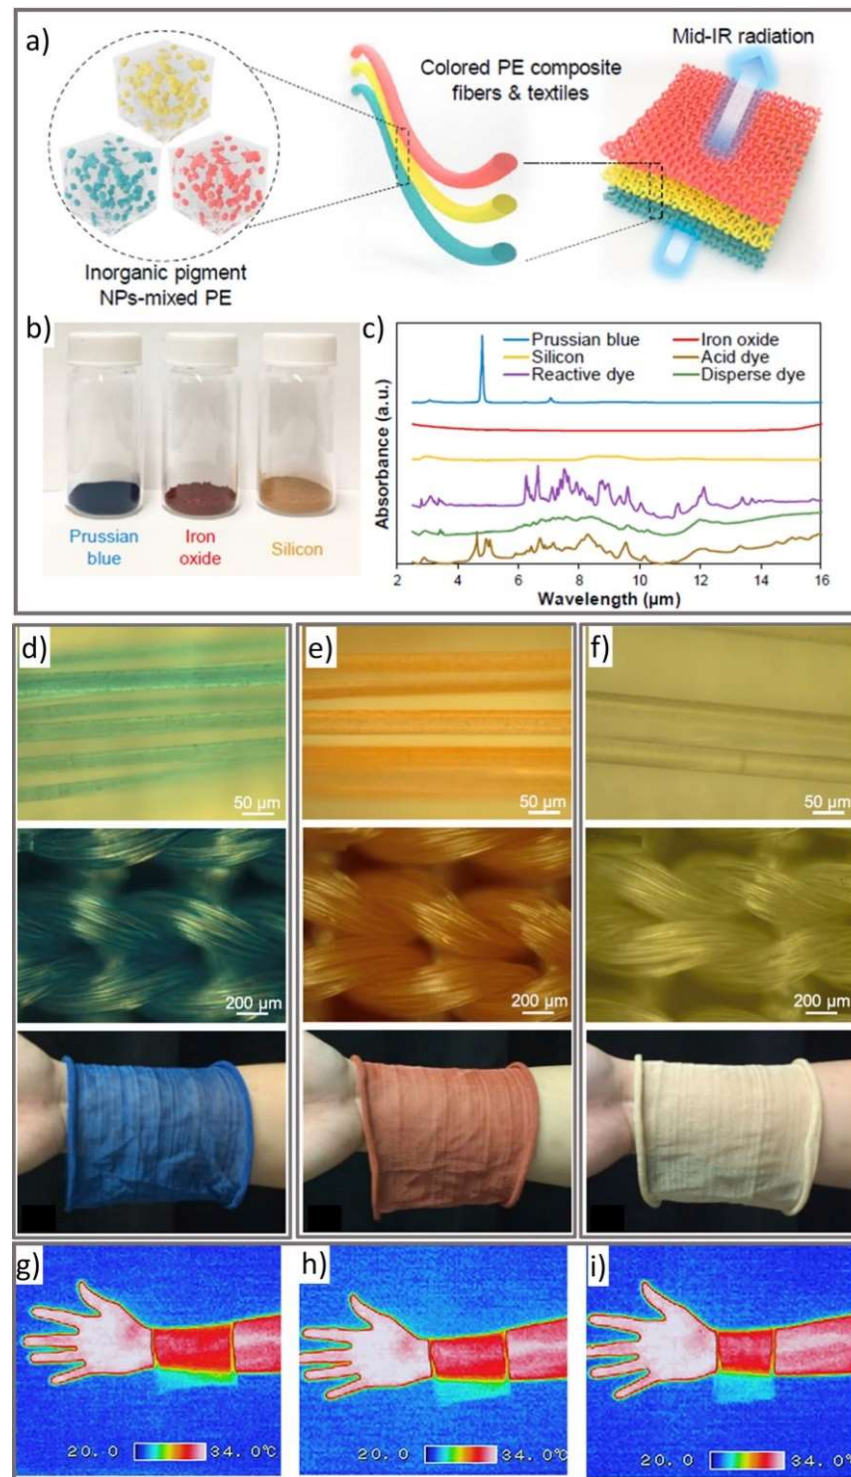 a)
Mid-IR radiation
Colored PE composite
fibers & textiles
Inorganic pigment
NPs-mixed PE
b)
Prussian
blue
Iron
oxide
Silicon
c)
Prussian blue
Iron oxide
Silicon
Acid dye
Reactive dye
Disperse dye
Absorbance (a.u.)
2 4 6 8 10 12 14 16
Wavelength (µm)
d)
50 µm
200 µm
e)
50 µm
200 µm
f)
50 µm
200 µm
g)
20.0 34.0℃
h)
20.0 34.0℃
i)
20.0 34.0℃